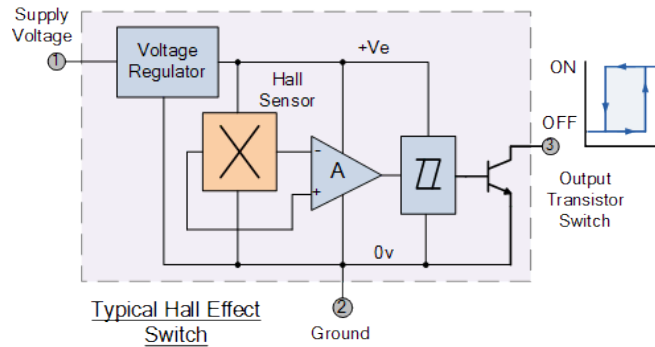 Supply
Voltage
1
Voltage
Regulator
+Ve
Hall
Sensor
-
+
A
ON
OFF
3
Output
Transistor
Switch
0v
2
Ground
Typical Hall Effect
Switch